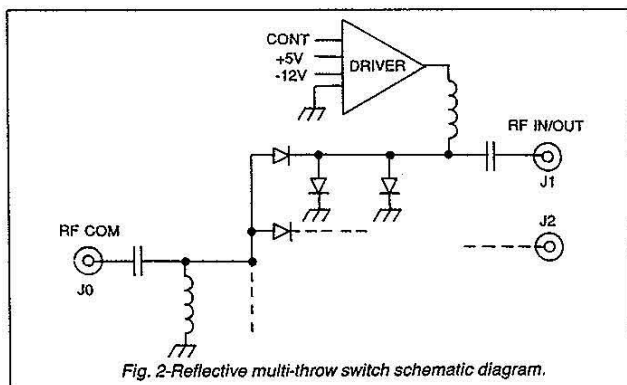 CONT
+5V
-12V
DRIVER
RF IN/OUT
J1
J2
RF COM
J0
Fig. 2-Reflective multi-throw switch schematic diagram.